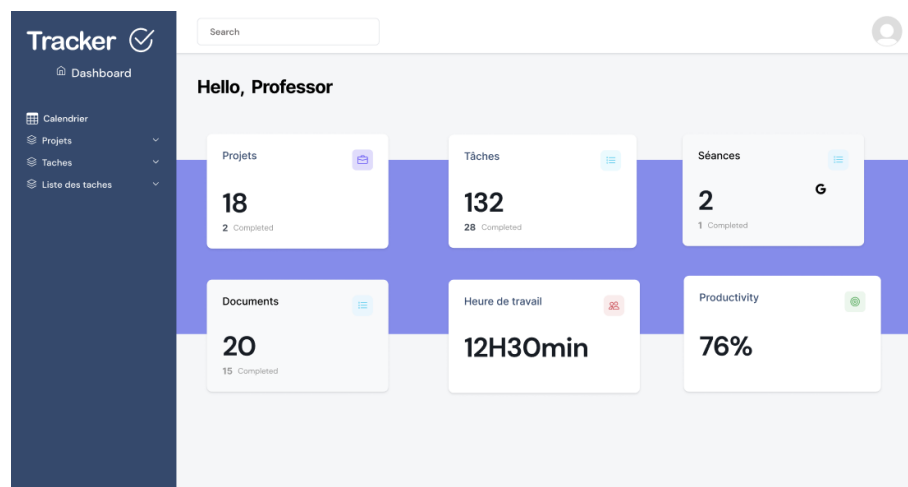 Tracker
Dashboard
Calendrier
Projets
Taches
Liste des taches
Search
Hello, Professor
Projets
18
2 Completed
Tâches
132
28 Completed
Séances
G
2
1 Completed
Documents
20
15 Completed
Heure de travail
12H30min
Productivity
76%